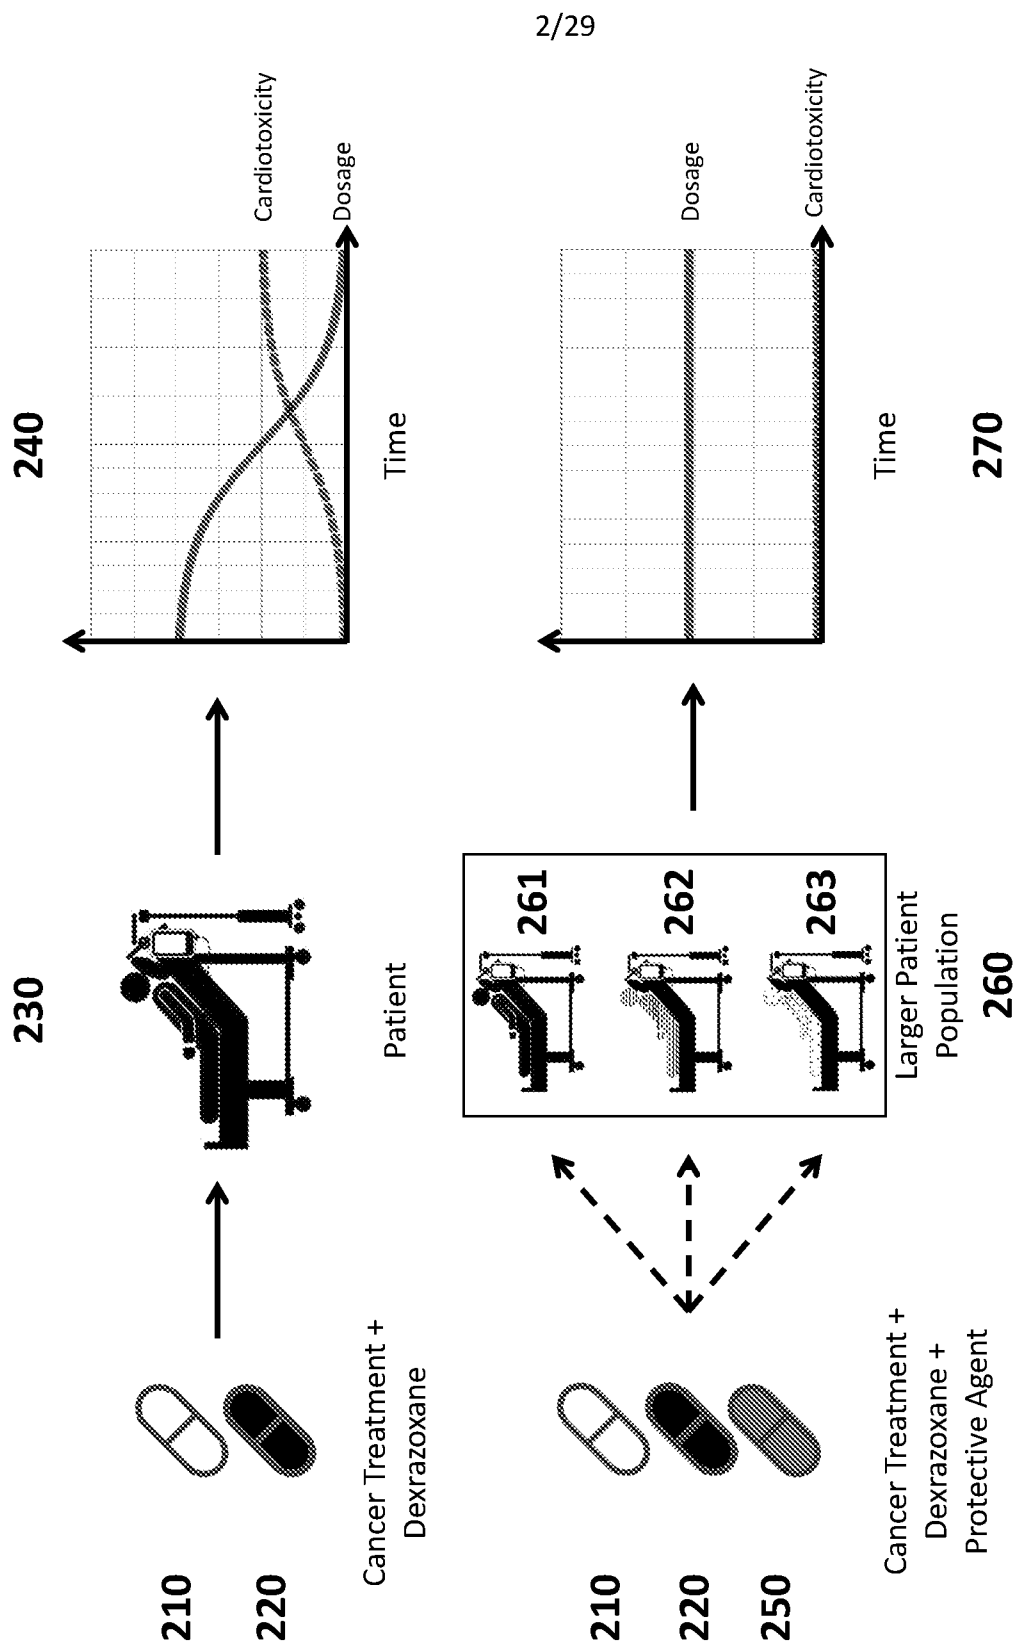 2/29
210
220
Cancer Treatment +
Dexrazoxane
230
Patient
240
Cardiotoxicity
Dosage
Time
210
220
250
Cancer Treatment +
Dexrazoxane +
Protective Agent
261
262
263
Larger Patient
Population
260
Dosage
Cardiotoxicity
Time
270